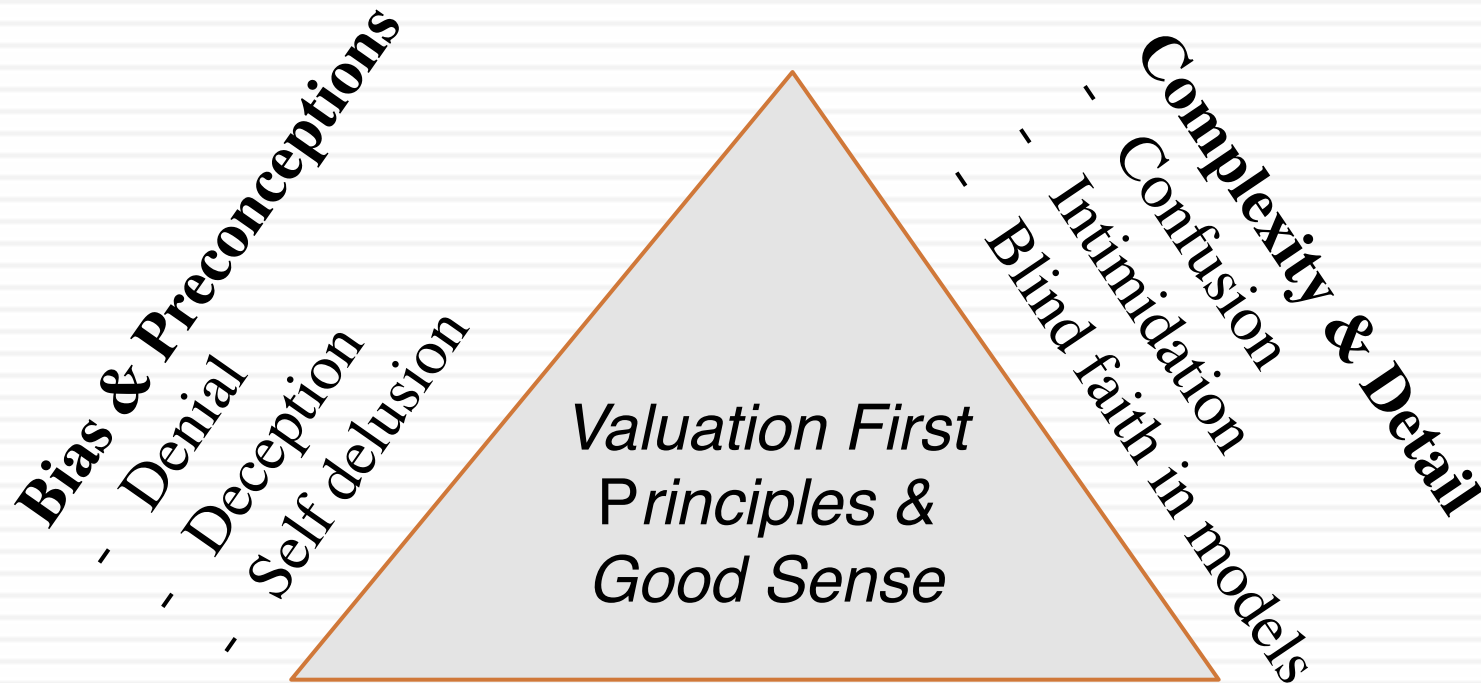 Bias & Preconceptions
- Denial
- Deception
- Self delusion
Valuation First
Principles &
Good Sense
Complexity & Detail
- Confusion
- Intimidation
- Blind faith in models